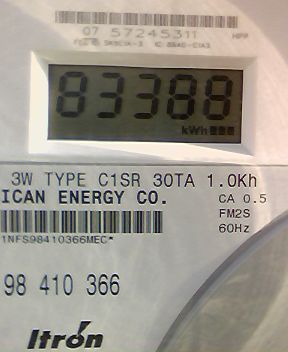 07 57245311
83388
kWh
3W TYPE C1SR 30TA 1.0Kh
ICAN ENERGY CO.
CA 0.5
FM2S
60Hz
1NFS98410366MEC*
98 410 366
Itron